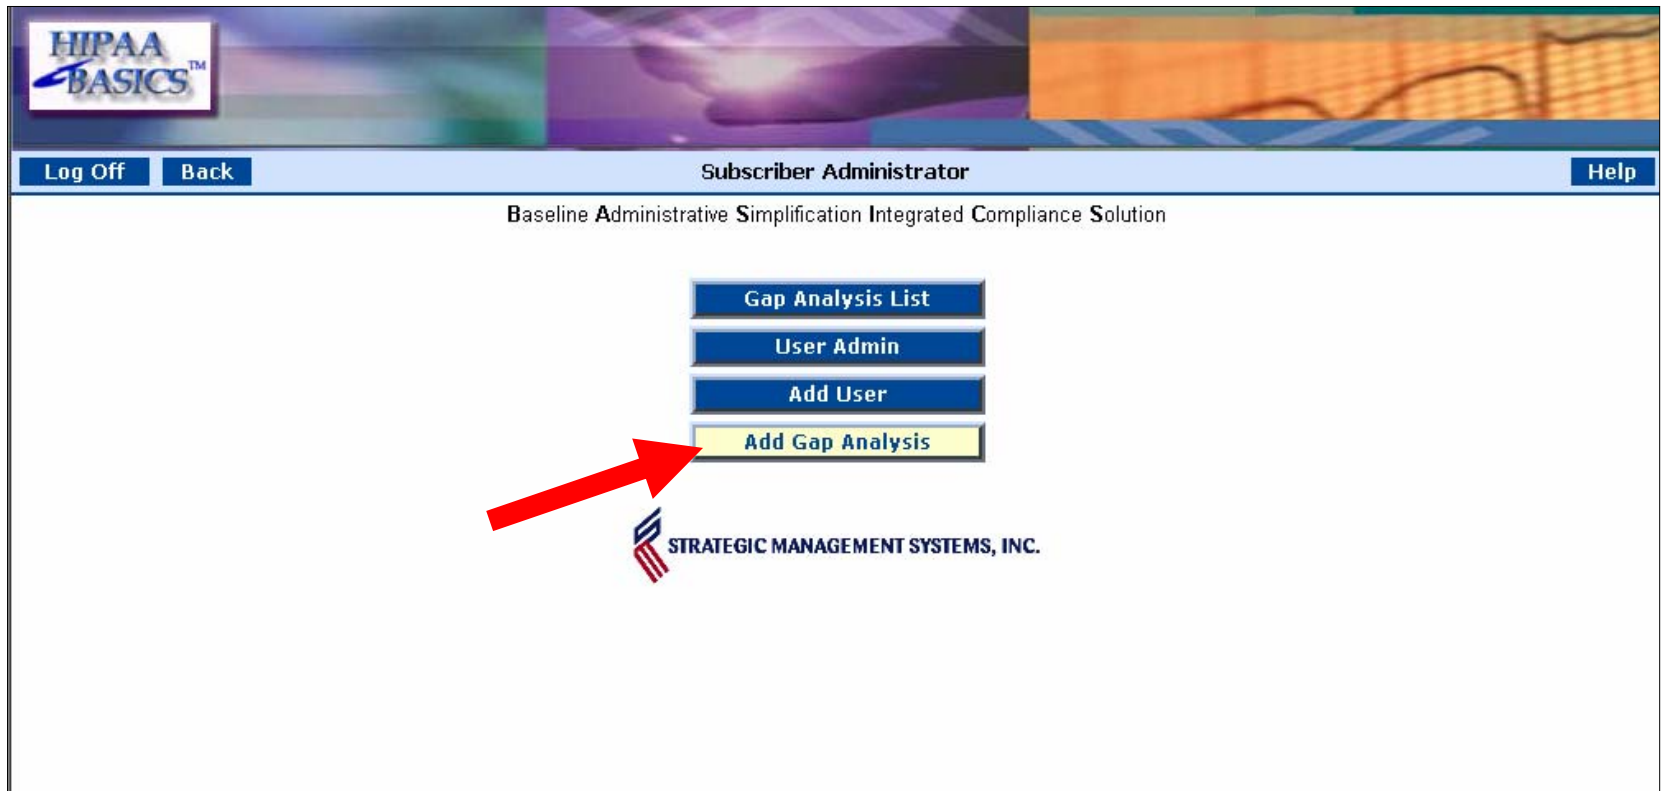 HIPAA
BASICS™
Log Off Back Subscriber Administrator Help
Baseline Administrative Simplification Integrated Compliance Solution
Gap Analysis List
User Admin
Add User
Add Gap Analysis
STRATEGIC MANAGEMENT SYSTEMS, INC.